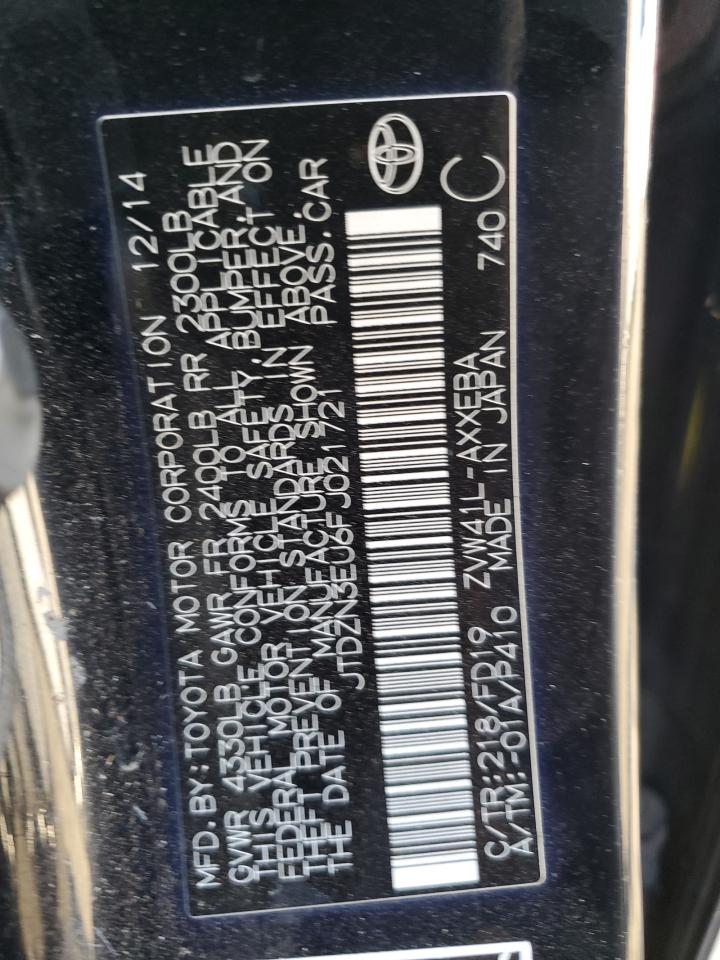 MFD. BY: TOYOTA MOTOR CORPORATION 12/14
GVWR 4330LB GAWR FR 2400LB RR 2300LB
THIS VEHICLE CONFORMS TO ALL APPLICABLE
FEDERAL MOTOR VEHICLE SAFETY, BUMPER, AND
THEFT PREVENTION STANDARDS IN EFFECT ON
THE DATE OF MANUFACTURE SHOWN ABOVE.
JTDZN3EU6FJ021721 PASS.CAR
C/TR:218/FD19 ZVW41L-AXXEBA 740
A/TM:-01A/P410 MADE IN JAPAN
C